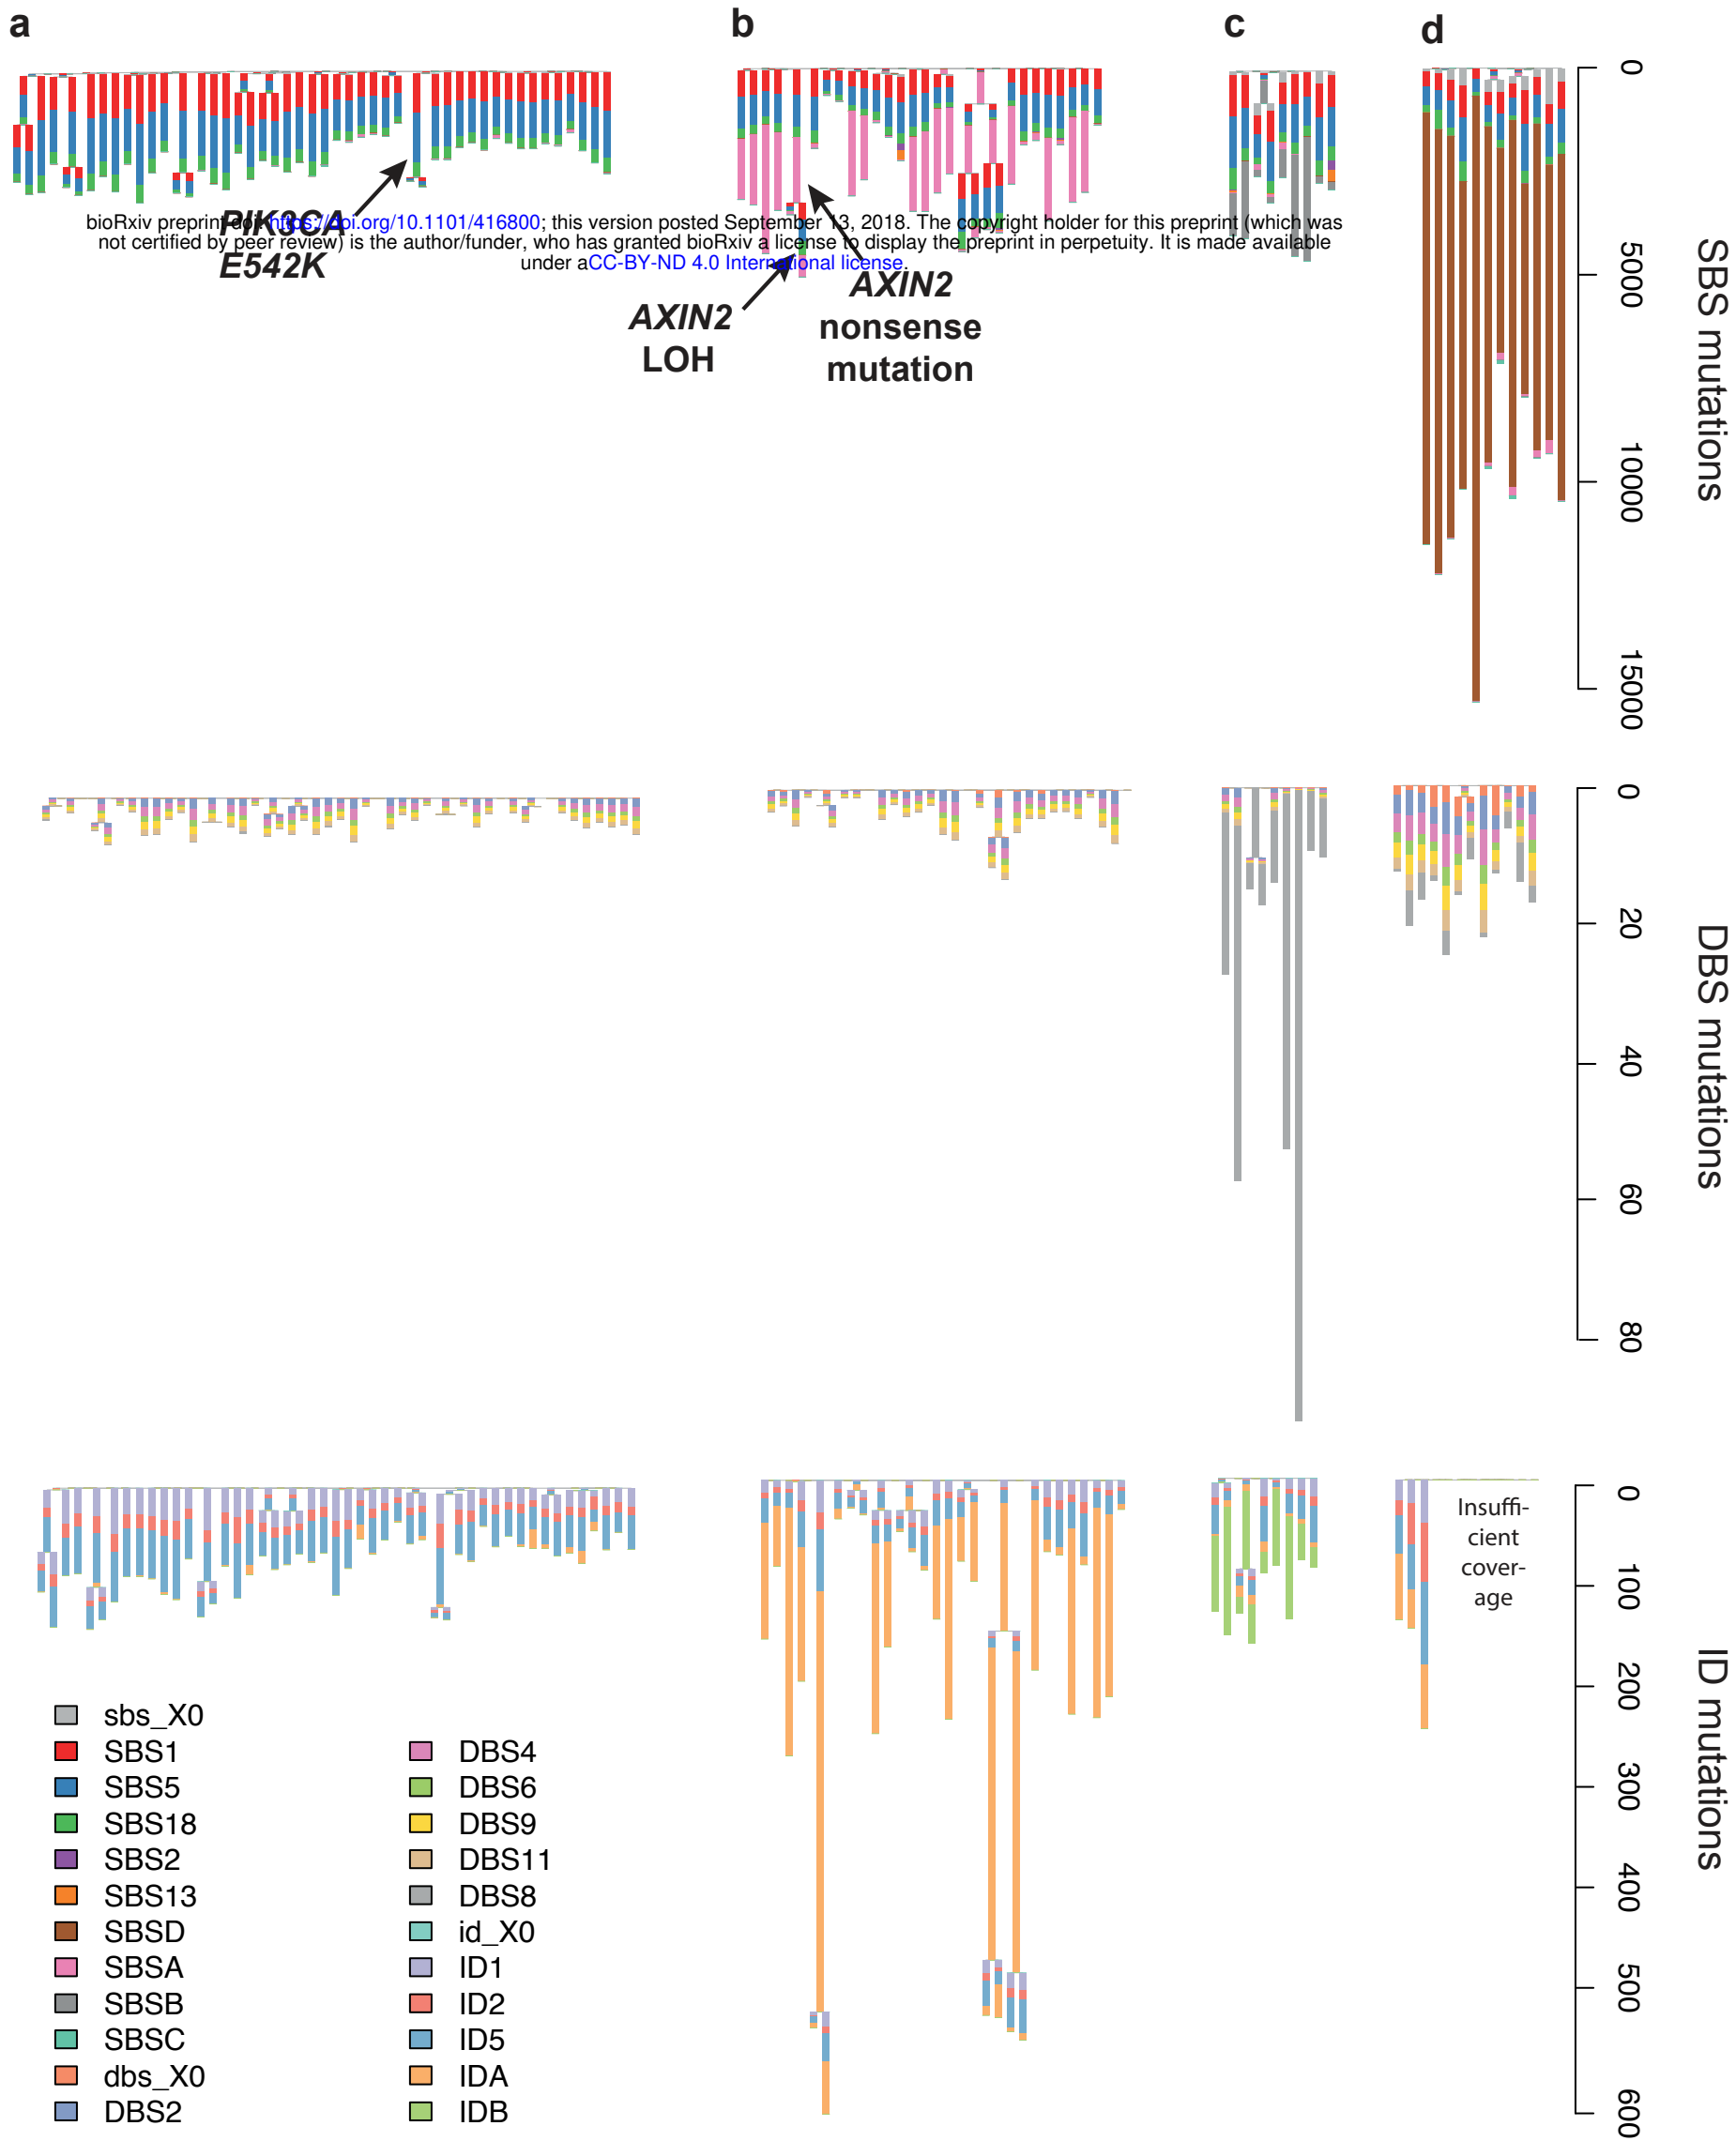 a
b
c
d
0
5000
10000
15000
SBS mutations
PIK3CA
E542K
bioRxiv preprint doi: https://doi.org/10.1101/416800; this version posted September 13, 2018. The copyright holder for this preprint (which was
not certified by peer review) is the author/funder, who has granted bioRxiv a license to display the preprint in perpetuity. It is made available
under aCC-BY-ND 4.0 International license.
AXIN2
LOH
AXIN2
nonsense
mutation
0
20
40
60
80
DBS mutations
0
100
200
300
400
500
600
ID mutations
Insuffi-
cient
cover-
age
sbs_X0
SBS1
SBS5
SBS18
SBS2
SBS13
SBSD
SBSA
SBSB
SBSC
dbs_X0
DBS2
DBS4
DBS6
DBS9
DBS11
DBS8
id_X0
ID1
ID2
ID5
IDA
IDB